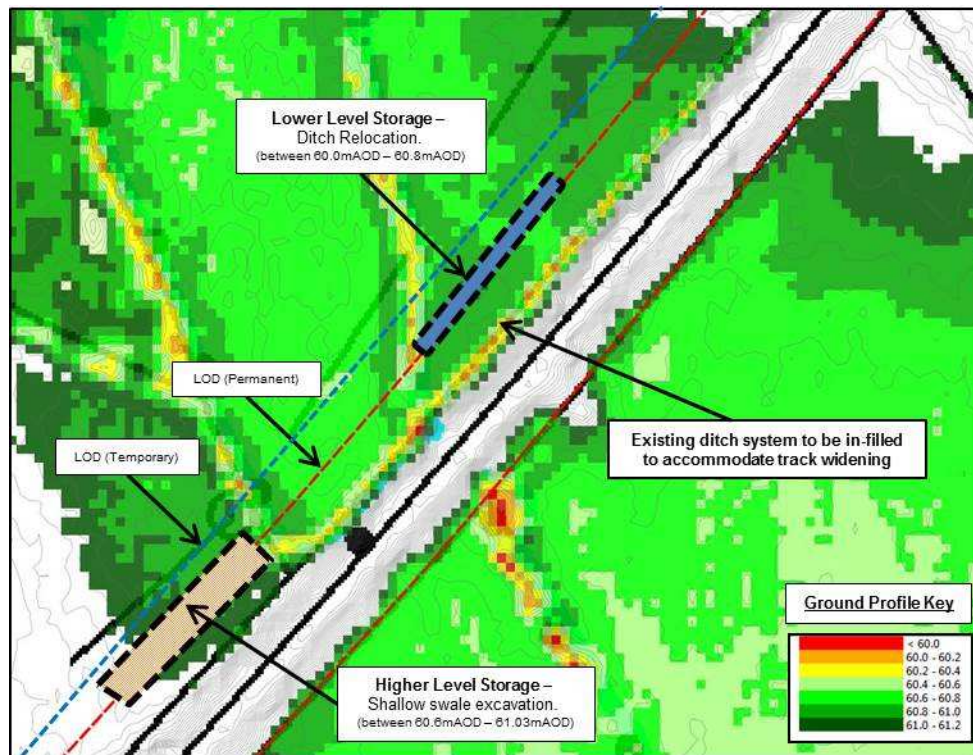 Lower Level Storage –
Ditch Relocation.
(between 60.0mAOD – 60.8mAOD)
LOD (Permanent)
LOD (Temporary)
Existing ditch system to be in-filled
to accommodate track widening
Higher Level Storage –
Shallow swale excavation.
(between 60.6mAOD – 61.03mAOD)
Ground Profile Key
< 60.0
60.0 - 60.2
60.2 - 60.4
60.4 - 60.6
60.6 - 60.8
60.8 - 61.0
61.0 - 61.2